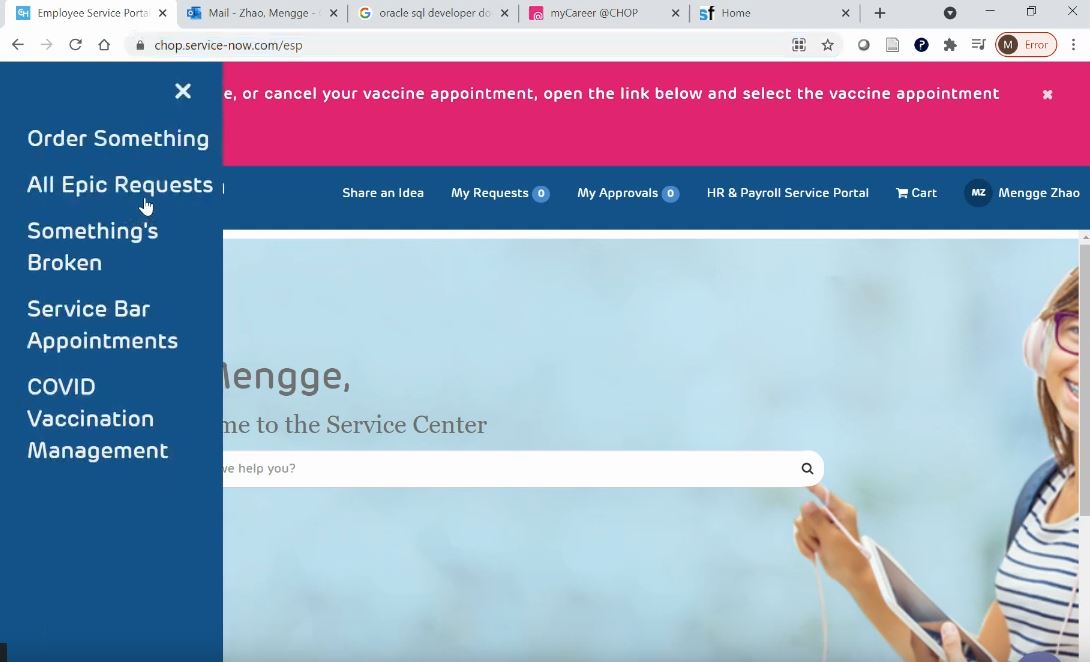 Employee Service Portal
Mail - Zhao, Mengge -
oracle sql developer do
myCareer @CHOP
Home
chop.service-now.com/esp
M Error
e, or cancel your vaccine appointment, open the link below and select the vaccine appointment
Order Something
All Epic Requests
Something's
Broken
Service Bar
Appointments
COVID
Vaccination
Management
Share an Idea
My Requests 0
My Approvals 0
HR & Payroll Service Portal
Cart
MZ Mengge Zhao
Mengge,
me to the Service Center
we help you?